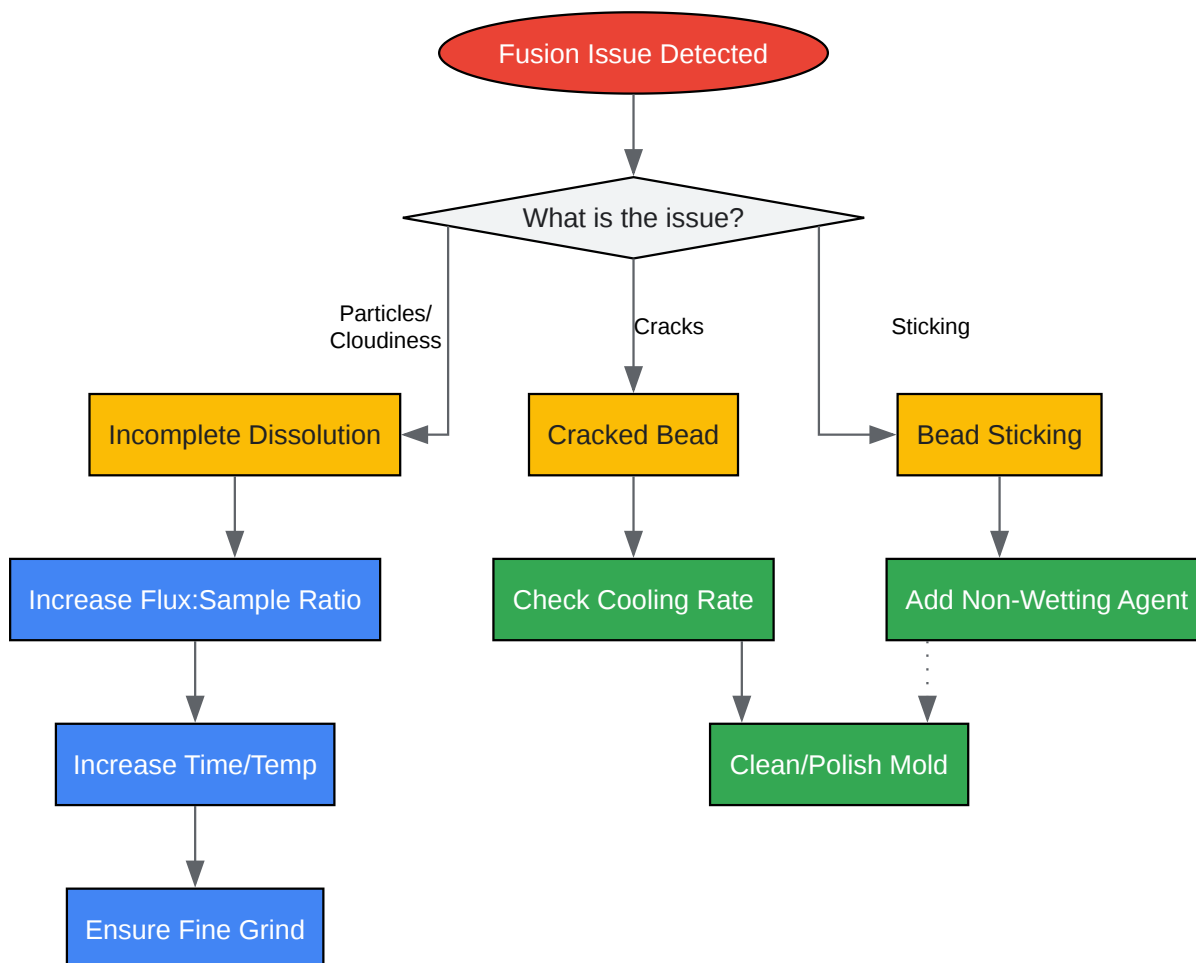 Fusion Issue Detected
What is the issue?
Particles/
Cloudiness
Cracks
Sticking
Incomplete Dissolution
Cracked Bead
Bead Sticking
Increase Flux:Sample Ratio
Check Cooling Rate
Add Non-Wetting Agent
Increase Time/Temp
Clean/Polish Mold
Ensure Fine Grind